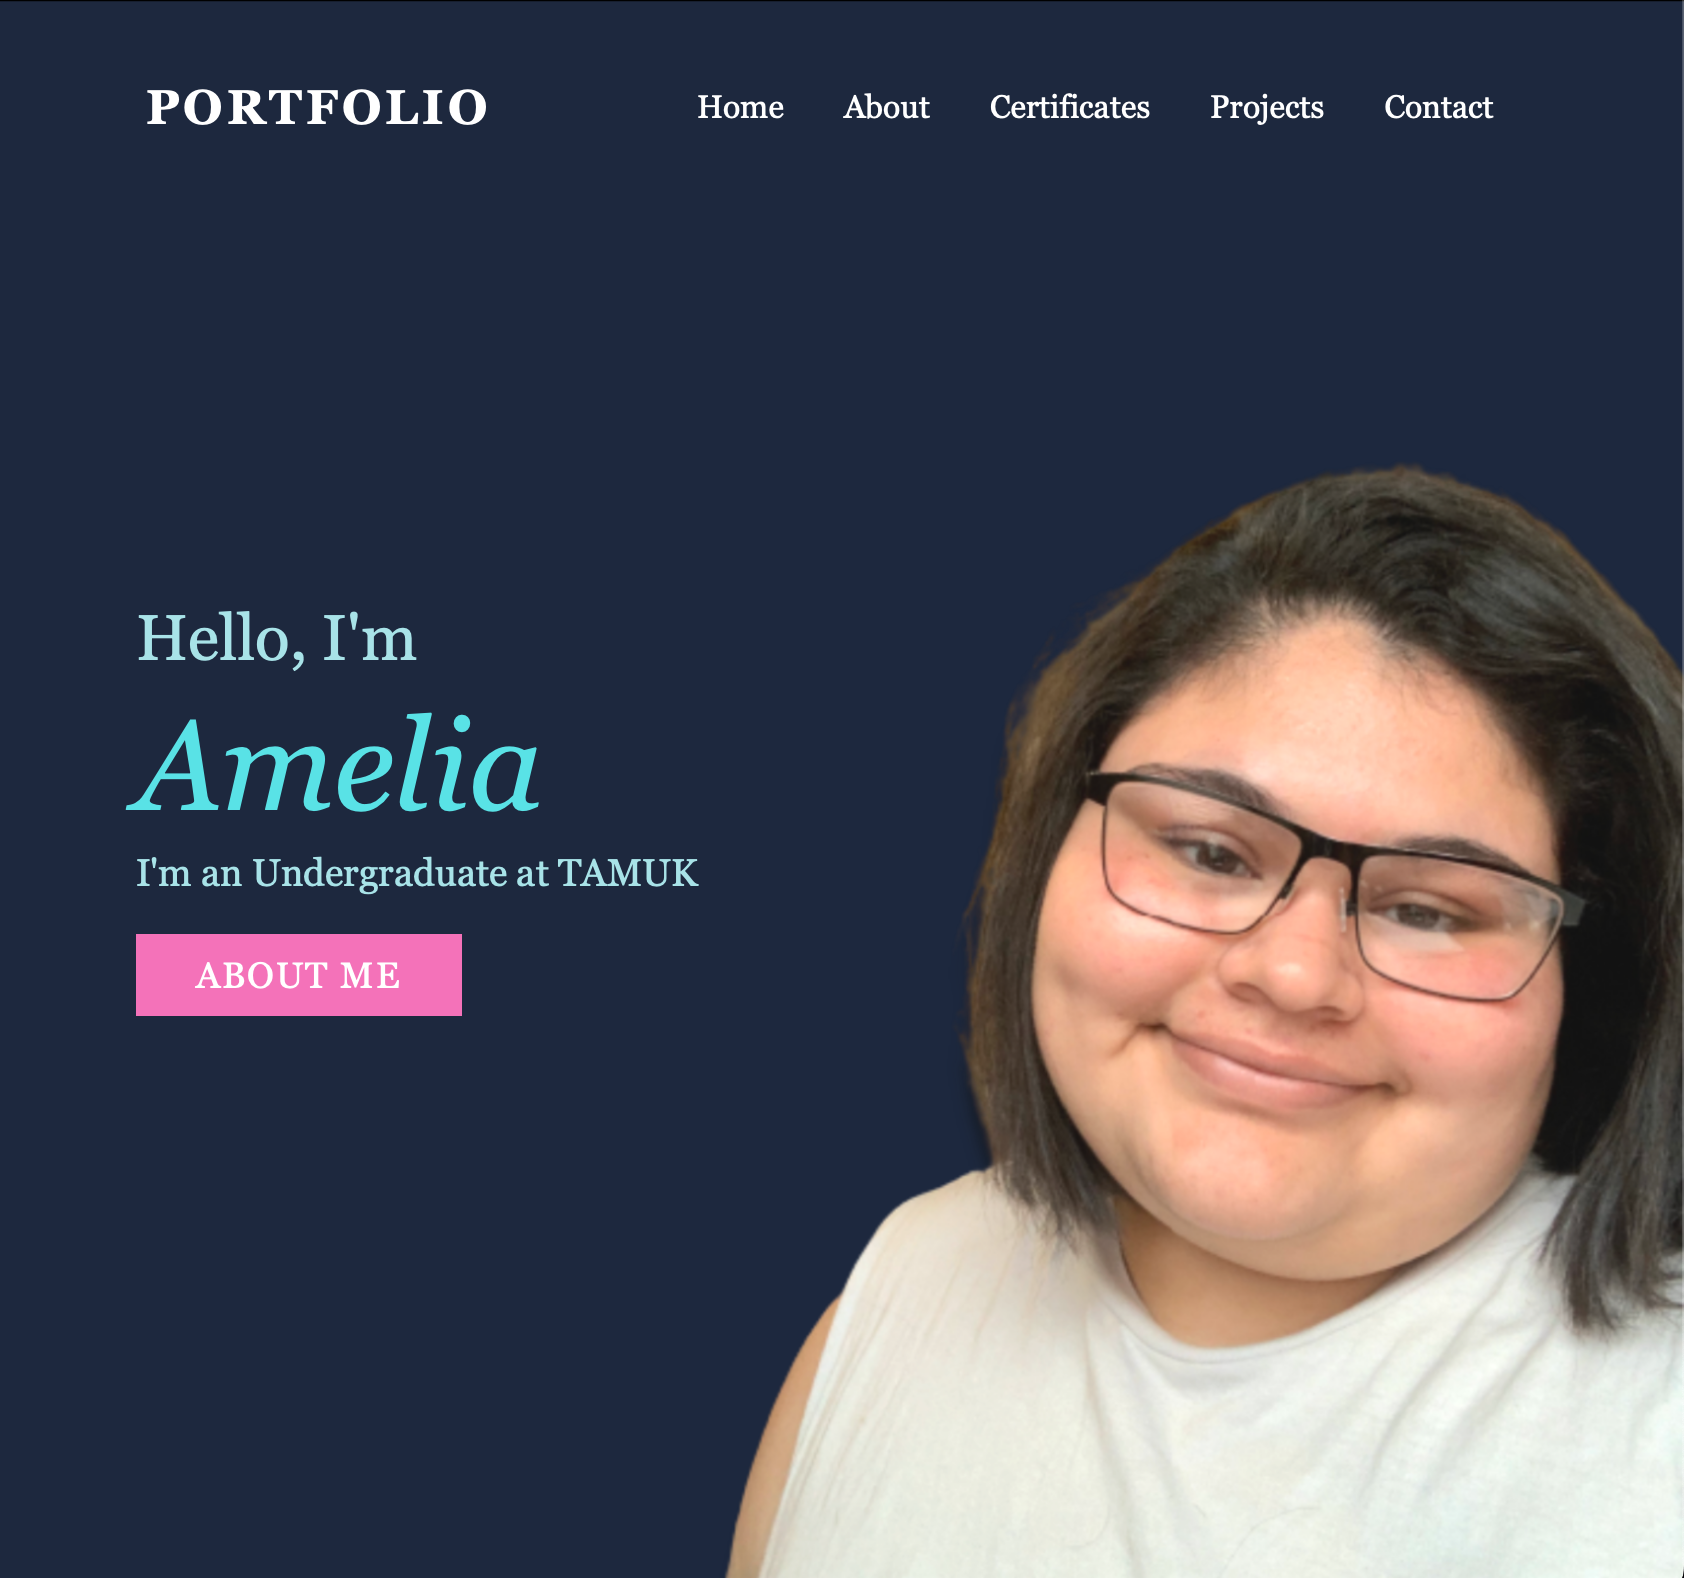 PORTFOLIO
Home About Certificates Projects Contact
Hello, I'm
Amelia
I'm an Undergraduate at TAMUK
ABOUT ME